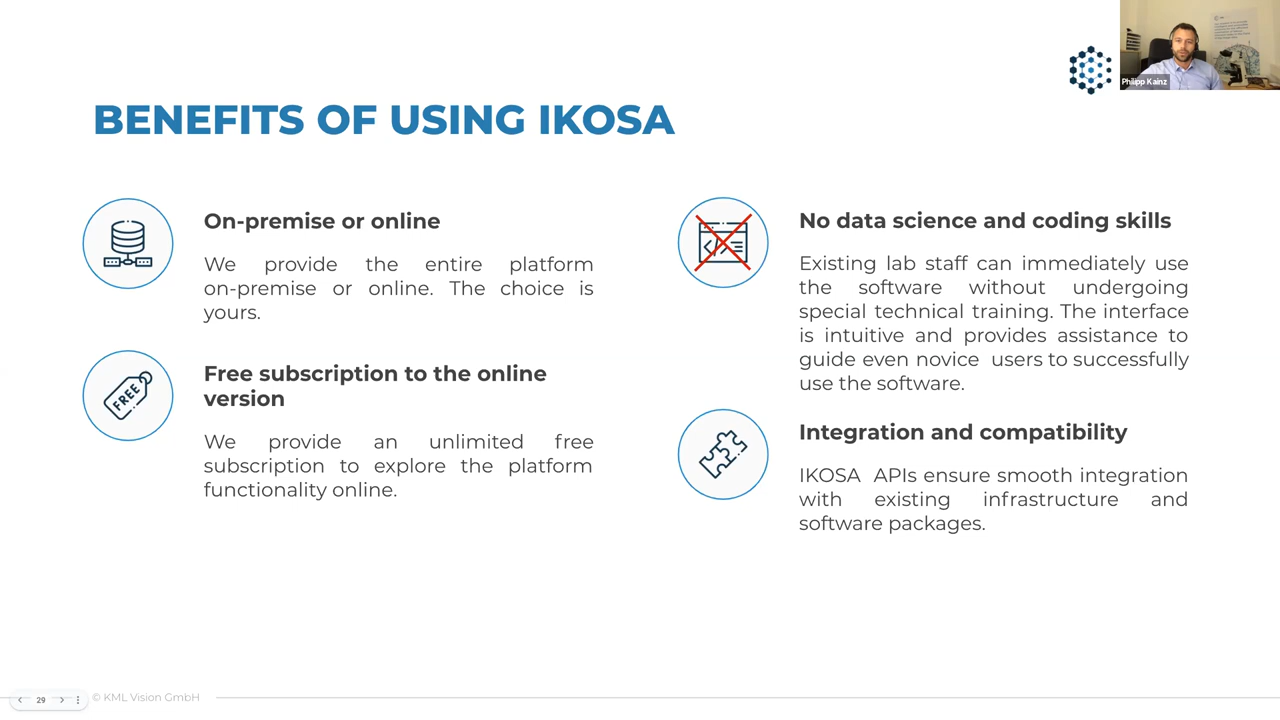 Philipp Kainz
BENEFITS OF USING IKOSA
On-premise or online
We provide the entire platform
on-premise or online. The choice is
yours.
FREE
Free subscription to the online
version
We provide an unlimited free
subscription to explore the platform
functionality online.
No data science and coding skills
Existing lab staff can immediately use
the software without undergoing
special technical training. The interface
is intuitive and provides assistance to
guide even novice users to successfully
use the software.
Integration and compatibility
IKOSA APIs ensure smooth integration
with existing infrastructure and
software packages.
29
© KML Vision GmbH